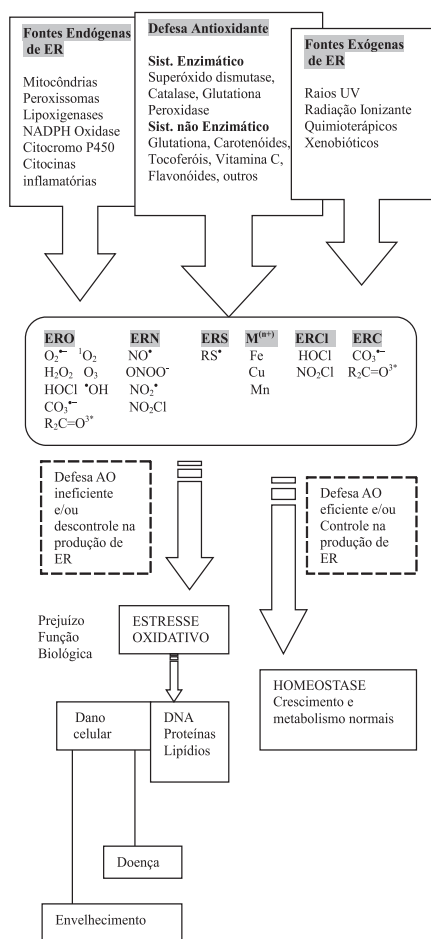 Fontes Endógenas
de ER
Mitocôndrias
Peroxissomas
Lipoxigenases
NADPH Oxidase
Citocromo P450
Citocinas
inflamatórias
Defesa Antioxidante
Sist. Enzimático
Superóxido dismutase,
Catalase, Glutationa
Peroxidase
Sist. não Enzimático
Glutationa, Carotenóides,
Tocoferóis, Vitamina C,
Flavonóides, outros
Fontes Exógenas
de ER
Raios UV
Radiação Ionizante
Quimioterápicos
Xenobióticos
ERO
O₂•⁻ ¹O₂
H₂O₂ O₃
HOCl •OH
CO₃•⁻
R₂C=O³*
ERN
NO•
ONOO⁻
NO₂•
NO₂Cl
ERS
RS•
M⁽ⁿ⁺⁾
Fe
Cu
Mn
ERCl
HOCl
NO₂Cl
ERC
CO₃•⁻
R₂C=O³*
Defesa AO
ineficiente
e/ou
descontrole na
produção de
ER
Defesa AO
eficiente e/ou
Controle na
produção de
ER
Prejuízo
Função
Biológica
ESTRESSE
OXIDATIVO
HOMEOSTASE
Crescimento e
metabolismo normais
Dano
celular
DNA
Proteínas
Lipídios
Doença
Envelhecimento